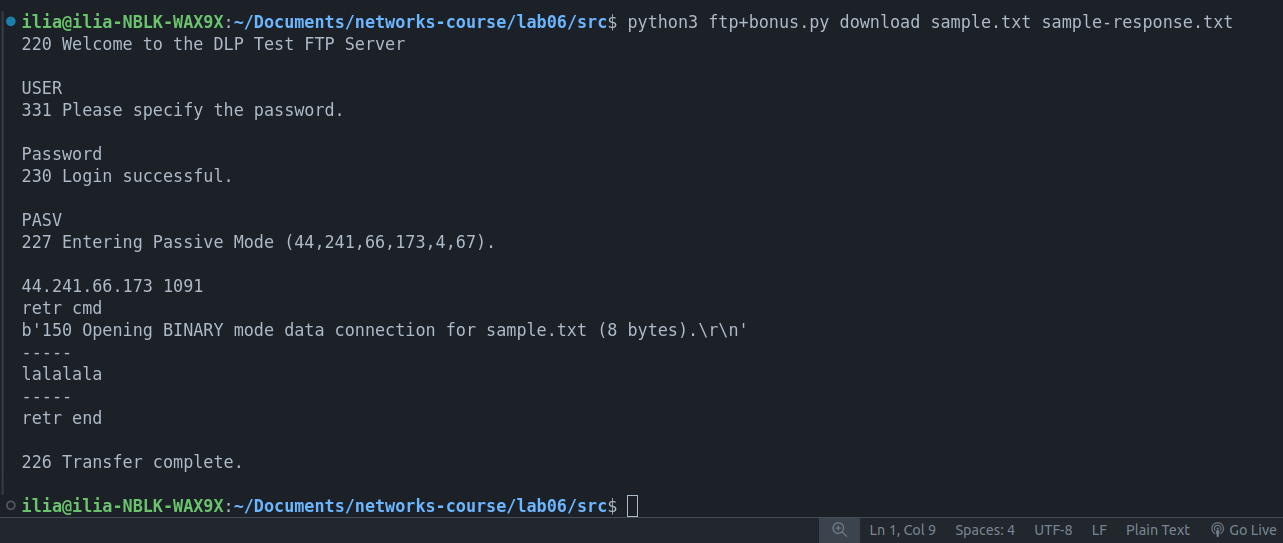 ilia@ilia-NBLK-WAX9X:~/Documents/networks-course/lab06/src$ python3 ftp+bonus.py download sample.txt sample-response.txt
220 Welcome to the DLP Test FTP Server
USER
331 Please specify the password.
Password
230 Login successful.
PASV
227 Entering Passive Mode (44,241,66,173,4,67).
44.241.66.173 1091
retr cmd
b'150 Opening BINARY mode data connection for sample.txt (8 bytes).\r\n'
-----
lalalala
-----
retr end
226 Transfer complete.
ilia@ilia-NBLK-WAX9X:~/Documents/networks-course/lab06/src$
Ln 1, Col 9 Spaces: 4 UTF-8 LF Plain Text Go Live